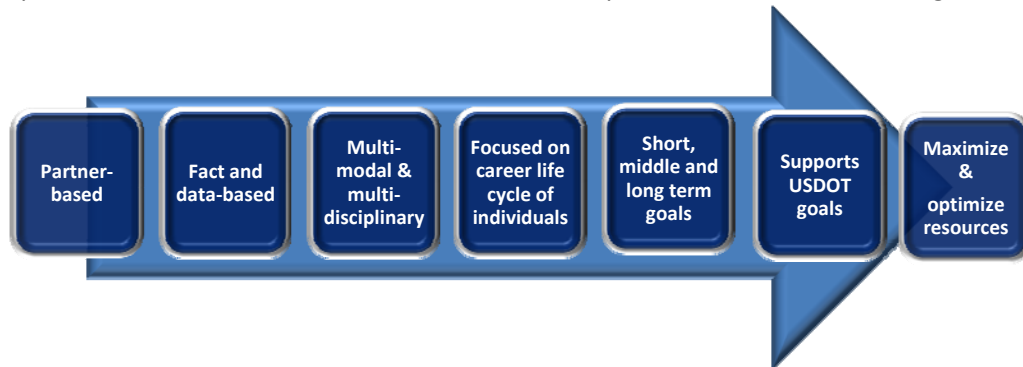 Partner-
based
Fact and
data-based
Multi-
modal &
multi-
disciplinary
Focused on
career life
cycle of
individuals
Short,
middle and
long term
goals
Supports
USDOT
goals
Maximize
&
optimize
resources